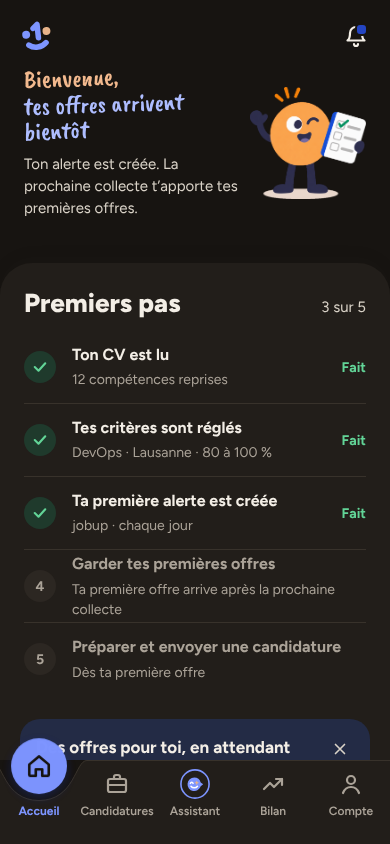 Bienvenue,
tes offres arrivent
bientôt
Ton alerte est créée. La
prochaine collecte t’apporte tes
premières offres.
Premiers pas
3 sur 5
Ton CV est lu
12 compétences reprises
Fait
Tes critères sont réglés
DevOps · Lausanne · 80 à 100 %
Fait
Ta première alerte est créée
jobup · chaque jour
Fait
4
Garder tes premières offres
Ta première offre arrive après la prochaine
collecte
5
Préparer et envoyer une candidature
Dès ta première offre
offres pour toi, en attendant
Accueil
Candidatures
Assistant
Bilan
Compte